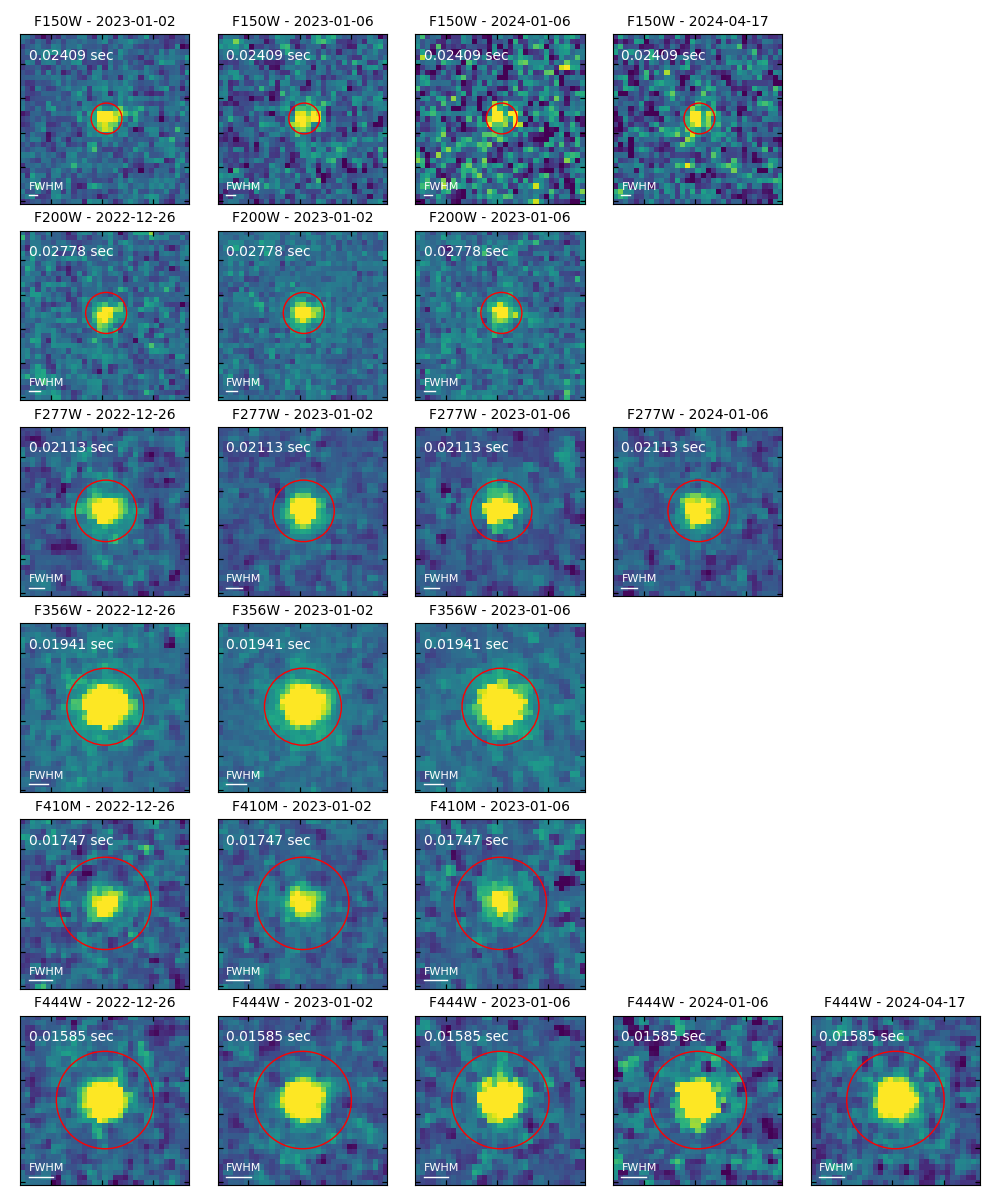 F150W - 2023-01-02
F150W - 2023-01-06
F150W - 2024-01-06
F150W - 2024-04-17
0.02409 sec
0.02409 sec
0.02409 sec
0.02409 sec
FWHM
FWHM
FWHM
FWHM
F200W - 2022-12-26
F200W - 2023-01-02
F200W - 2023-01-06
0.02778 sec
0.02778 sec
0.02778 sec
FWHM
FWHM
FWHM
F277W - 2022-12-26
F277W - 2023-01-02
F277W - 2023-01-06
F277W - 2024-01-06
0.02113 sec
0.02113 sec
0.02113 sec
0.02113 sec
FWHM
FWHM
FWHM
FWHM
F356W - 2022-12-26
F356W - 2023-01-02
F356W - 2023-01-06
0.01941 sec
0.01941 sec
0.01941 sec
FWHM
FWHM
FWHM
F410M - 2022-12-26
F410M - 2023-01-02
F410M - 2023-01-06
0.01747 sec
0.01747 sec
0.01747 sec
FWHM
FWHM
FWHM
F444W - 2022-12-26
F444W - 2023-01-02
F444W - 2023-01-06
F444W - 2024-01-06
F444W - 2024-04-17
0.01585 sec
0.01585 sec
0.01585 sec
0.01585 sec
0.01585 sec
FWHM
FWHM
FWHM
FWHM
FWHM